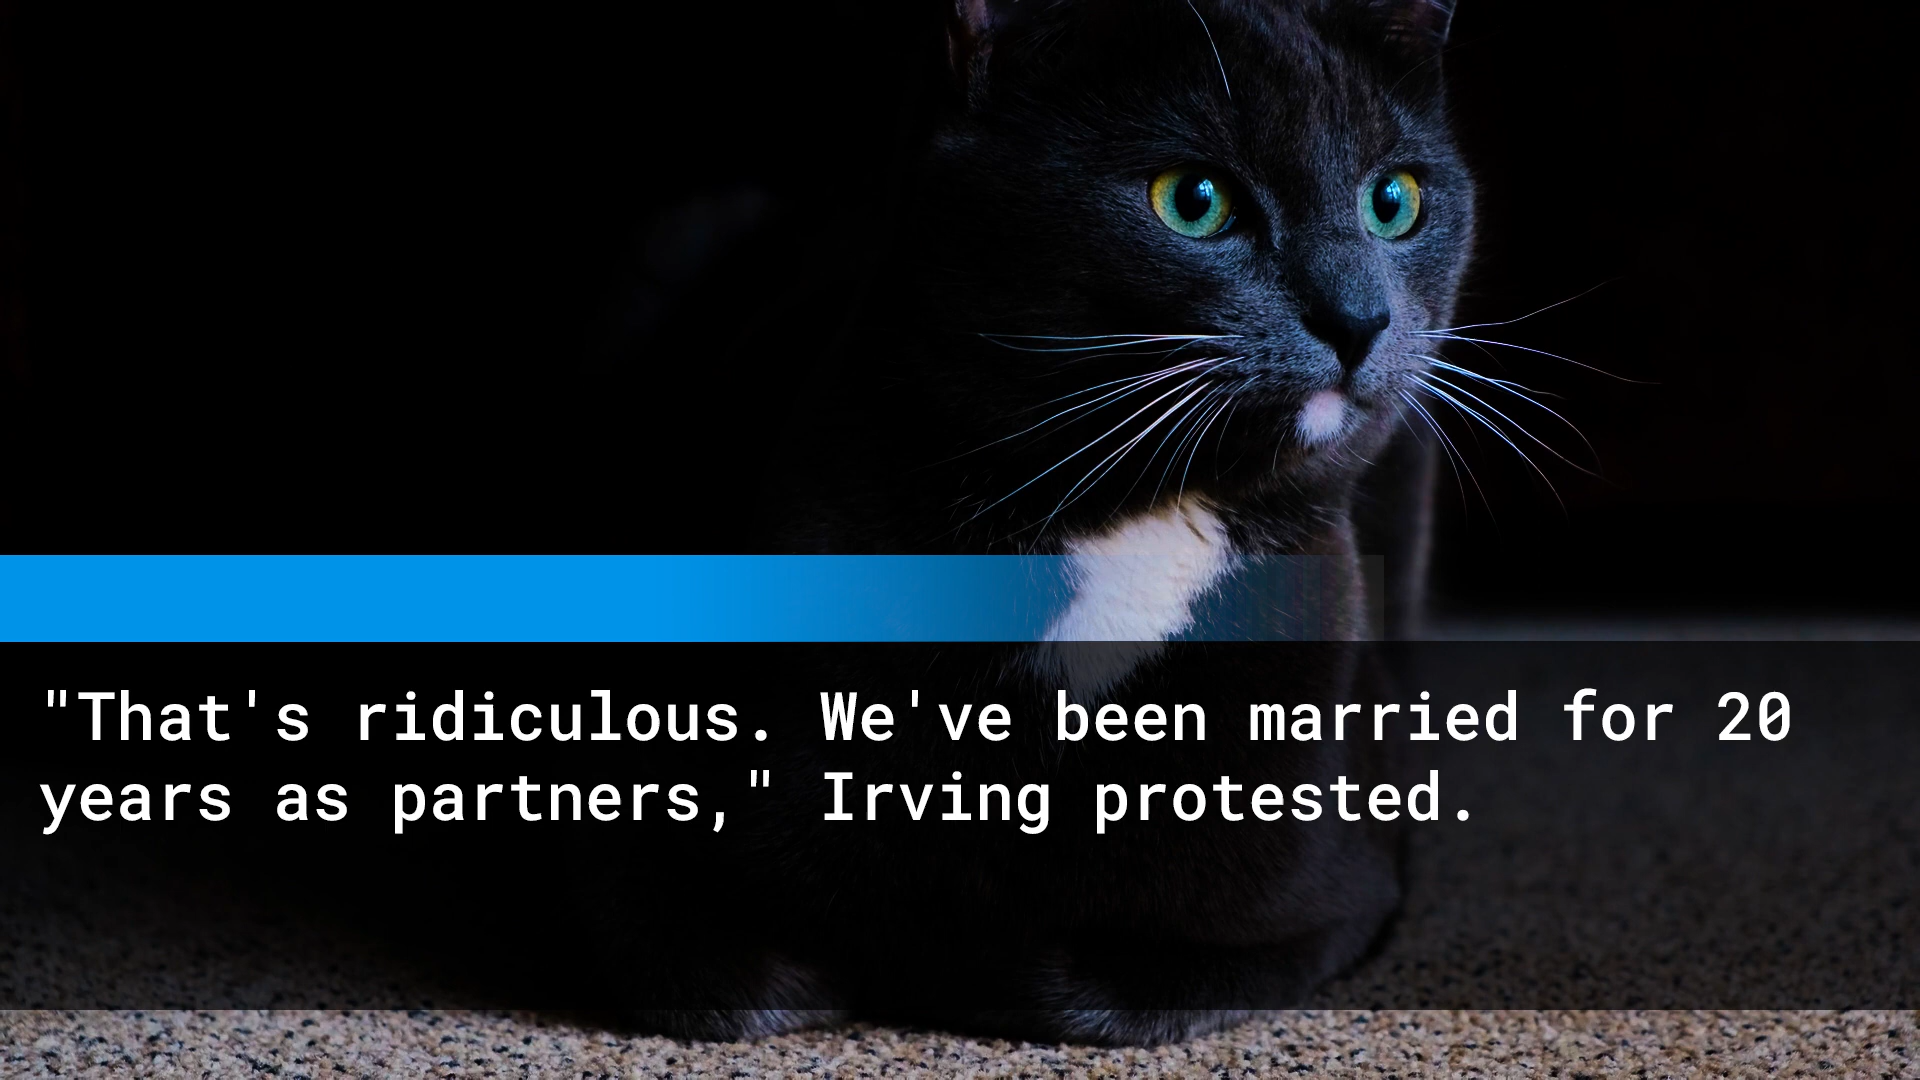 "That's ridiculous. We've been married for 20
years as partners," Irving protested.